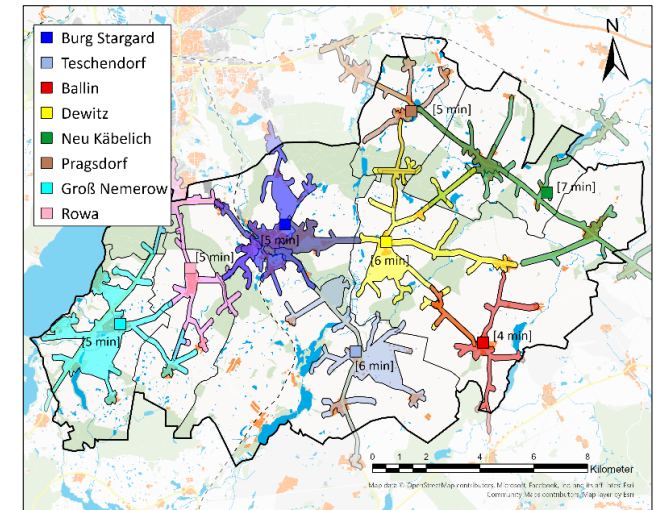 Burg Stargard
Teschendorf
Ballin
Dewitz
Neu Käbelich
Pragsdorf
Groß Nemerow
Rowa
N
[5 min]
[7 min]
[5 min]
[5 min]
[6 min]
[5 min]
[4 min]
[6 min]
0 1 2 4 6 8
Kilometer
Map data © OpenStreetMap contributors, Microsoft, Facebook, Inc. and its affiliates, Esri
Community Maps contributors, Map layer by Esri